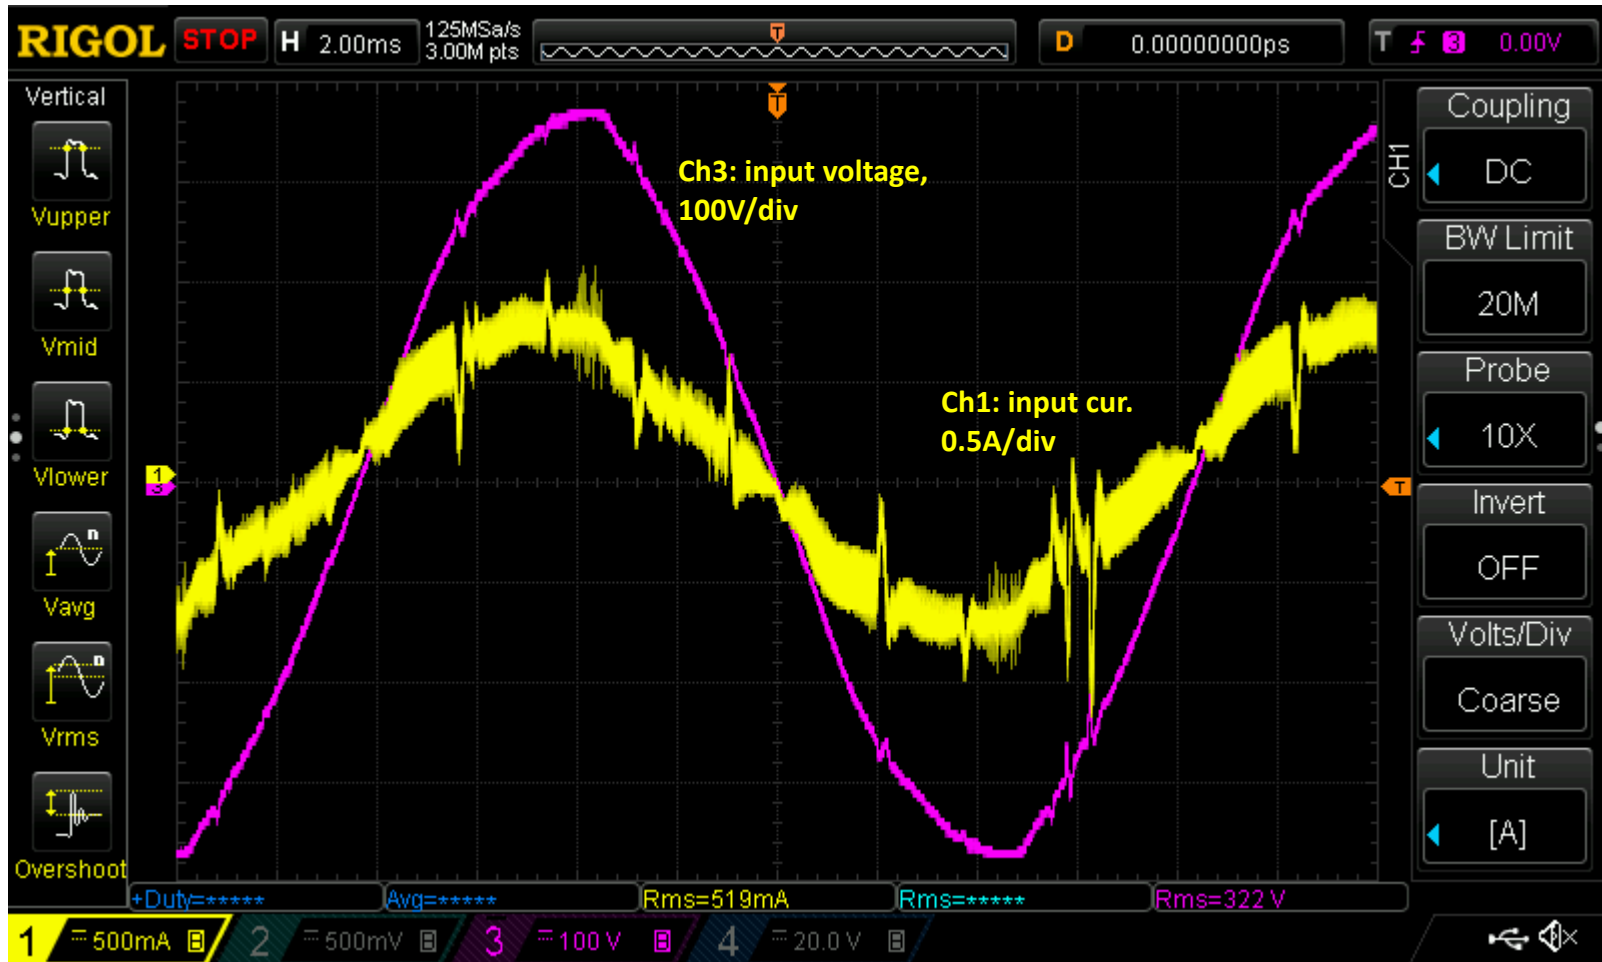 RIGOL STOP H 2.00ms 125MSa/s
3.00M pts
T
D 0.00000000ps T 3 0.00V
Vertical
Vupper
Vmid
Vlower
n
Vavg
n
Vrms
Overshoot
T
Ch3: input voltage,
100V/div
Ch1: input cur.
0.5A/div
1
3
T
CH1
Coupling
DC
BW Limit
20M
Probe
10X
Invert
OFF
Volts/Div
Coarse
Unit
[A]
+Duty=***** Avg=***** Rms=519mA Rms=***** Rms=322 V
1 500mA B 2 500mV B 3 100 V B 4 20.0 V B